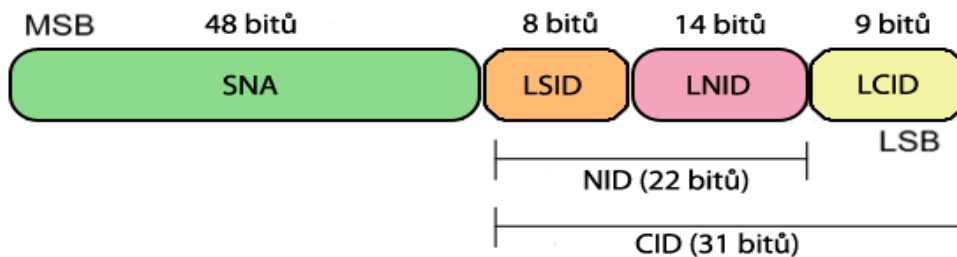 MSB 48 bitů 8 bitů 14 bitů 9 bitů
SNA LSID LNID LCID
LSB
NID (22 bitů)
CID (31 bitů)